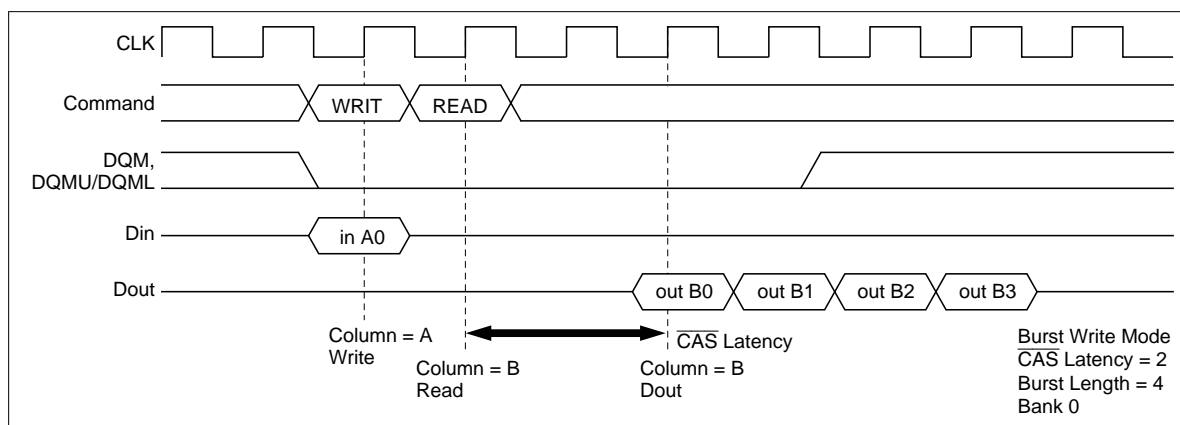 CLK
Command
WRIT
READ
DQM,
DQMU/DQML
Din
in A0
Dout
out B0
out B1
out B2
out B3
Column = A
Write
Column = B
Read
CAS Latency
Column = B
Dout
Burst Write Mode
CAS Latency = 2
Burst Length = 4
Bank 0